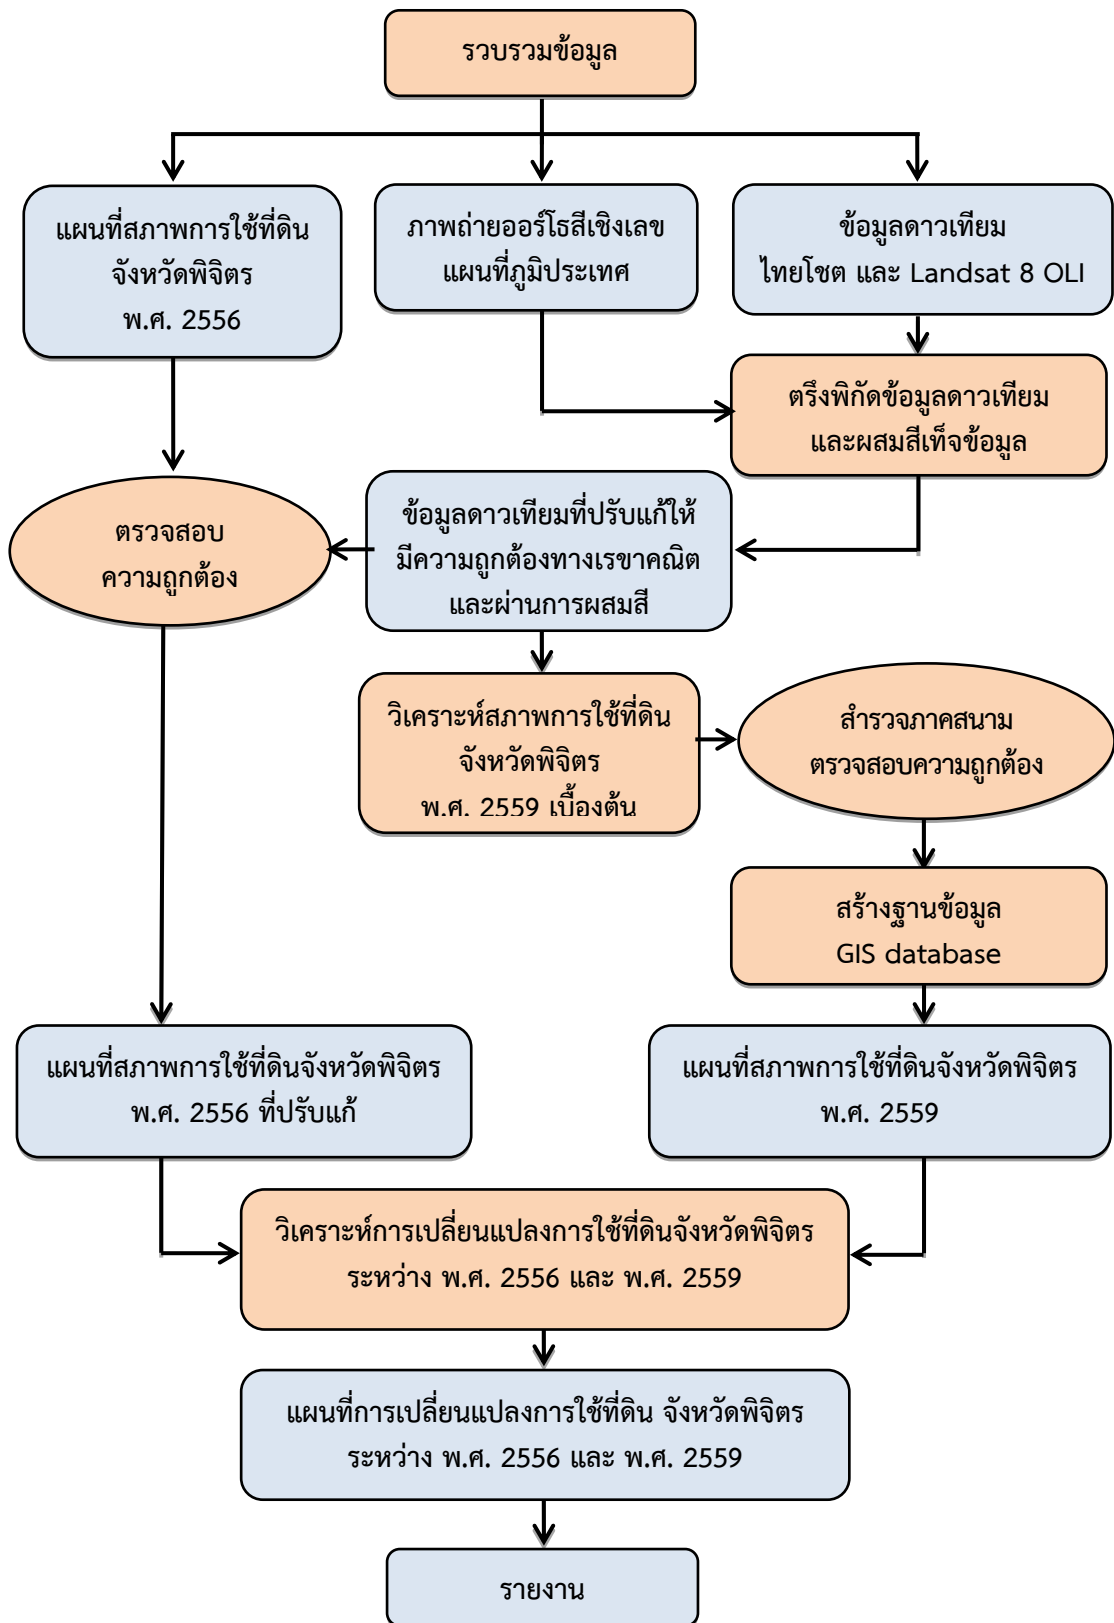 รวบรวมข้อมูล
แผนที่สภาพการใช้ที่ดิน
จังหวัดพิจิตร
พ.ศ. 2556
ภาพถ่ายออร์โธสีเชิงเลข
แผนที่ภูมิประเทศ
ข้อมูลดาวเทียม
ไทยโชต และ Landsat 8 OLI
ตรึงพิกัดข้อมูลดาวเทียม
และผสมสีเท็จข้อมูล
ตรวจสอบ
ความถูกต้อง
ข้อมูลดาวเทียมที่ปรับแก้ให้
มีความถูกต้องทางเรขาคณิต
และผ่านการผสมสี
วิเคราะห์สภาพการใช้ที่ดิน
จังหวัดพิจิตร
พ.ศ. 2559 เบื้องต้น
สำรวจภาคสนาม
ตรวจสอบความถูกต้อง
สร้างฐานข้อมูล
GIS database
แผนที่สภาพการใช้ที่ดินจังหวัดพิจิตร
พ.ศ. 2556 ที่ปรับแก้
แผนที่สภาพการใช้ที่ดินจังหวัดพิจิตร
พ.ศ. 2559
วิเคราะห์การเปลี่ยนแปลงการใช้ที่ดินจังหวัดพิจิตร
ระหว่าง พ.ศ. 2556 และ พ.ศ. 2559
แผนที่การเปลี่ยนแปลงการใช้ที่ดิน จังหวัดพิจิตร
ระหว่าง พ.ศ. 2556 และ พ.ศ. 2559
รายงาน